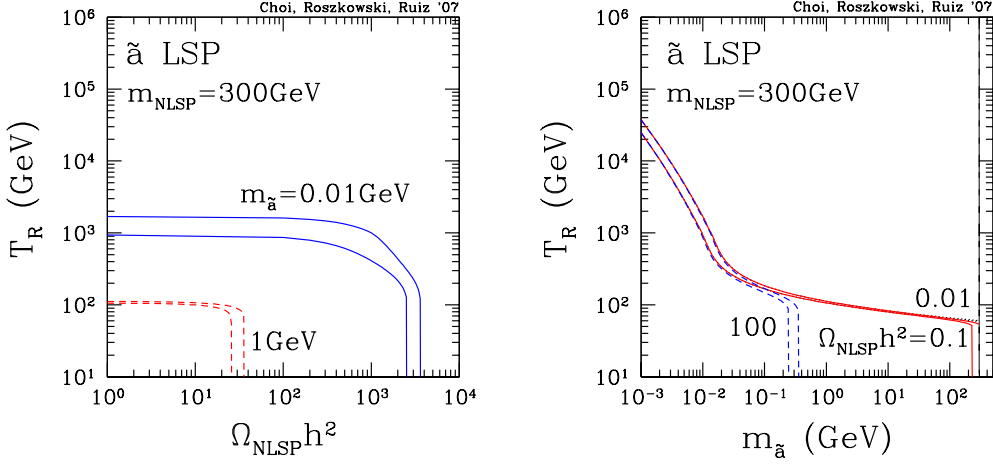 Choi, Roszkowski, Ruiz '07
ã LSP
m_NLSP=300GeV
10⁶
10⁵
10⁴
10³
10²
10¹
T_R (GeV)
m_ã=0.01GeV
1GeV
10⁰ 10¹ 10² 10³ 10⁴
Ω_NLSP h²
Choi, Roszkowski, Ruiz '07
ã LSP
m_NLSP=300GeV
10⁶
10⁵
10⁴
10³
10²
10¹
T_R (GeV)
0.01
100
Ω_NLSP h²=0.1
10⁻³ 10⁻² 10⁻¹ 10⁰ 10¹ 10²
m_ã (GeV)